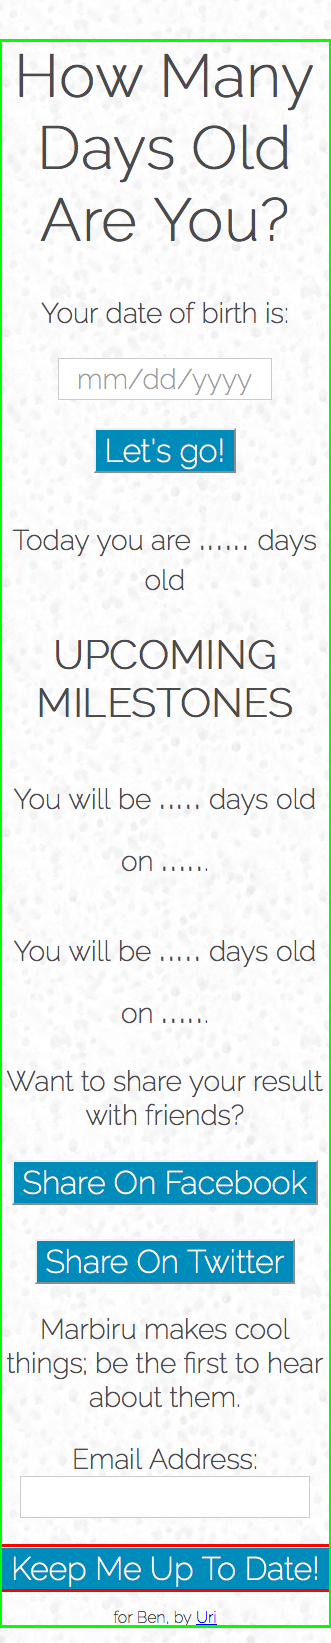 How Many
Days Old
Are You?
Your date of birth is:
mm/dd/yyyy
Let's go!
Today you are ...... days
old
UPCOMING
MILESTONES
You will be ..... days old
on ......
You will be ..... days old
on ......
Want to share your result
with friends?
Share On Facebook
Share On Twitter
Marbiru makes cool
things; be the first to hear
about them.
Email Address:
Keep Me Up To Date!
for Ben, by Uri